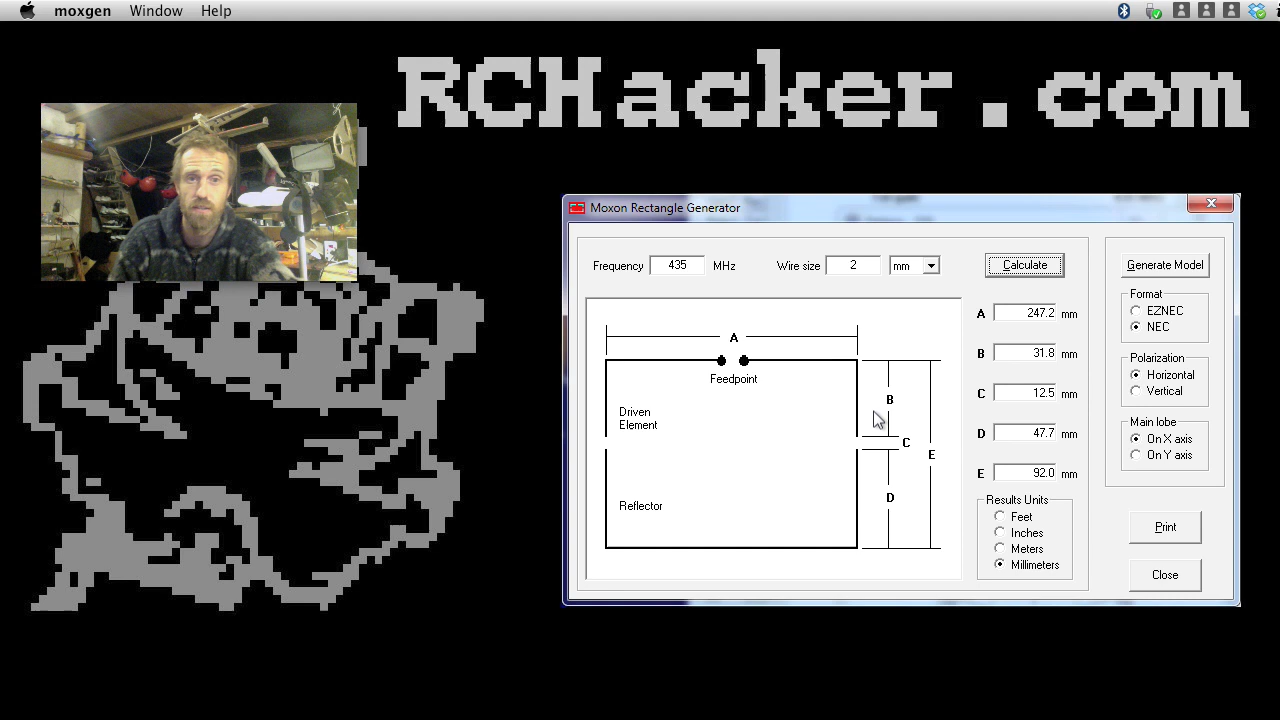 moxgen Window Help
RCHacker.com
Moxon Rectangle Generator
Frequency 435 MHz Wire size 2 mm Calculate Generate Model
A
Feedpoint
Driven
Element
Reflector
B
C
E
D
A 247.2 mm
B 31.8 mm
C 12.5 mm
D 47.7 mm
E 92.0 mm
Results Units
Feet
Inches
Meters
Millimeters
Format
EZNEC
NEC
Polarization
Horizontal
Vertical
Main lobe
On X axis
On Y axis
Print
Close